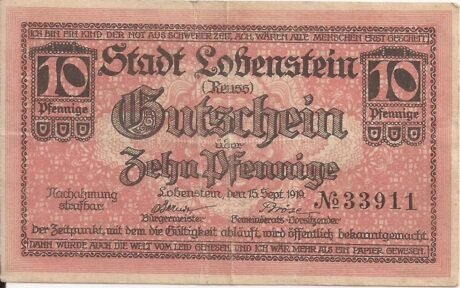 ICH BIN EIN KIND DER NOT AUS SCHWERER ZEIT, ACH, WÄREN ALLE MENSCHEN ERST GESCHEIT,
10 Stadt Lobenstein 10
(Reuss)
Pfennige Gutschein Pfennige
über
Zehn Pfennige
Nachahmung
strafbar.
Lobenstein, den 15. Sept. 1919
№ 33911
Bürgermeister Gemeinderats-Vorsitzender
Der Zeitpunkt, mit dem die Gültigkeit abläuft, wird öffentlich bekanntgemacht.
DANN WÜRDE AUCH DIE WELT VOM LEID GENESEN UND ICH WÄR MEHR ALS EIN PAPIER GEWESEN.